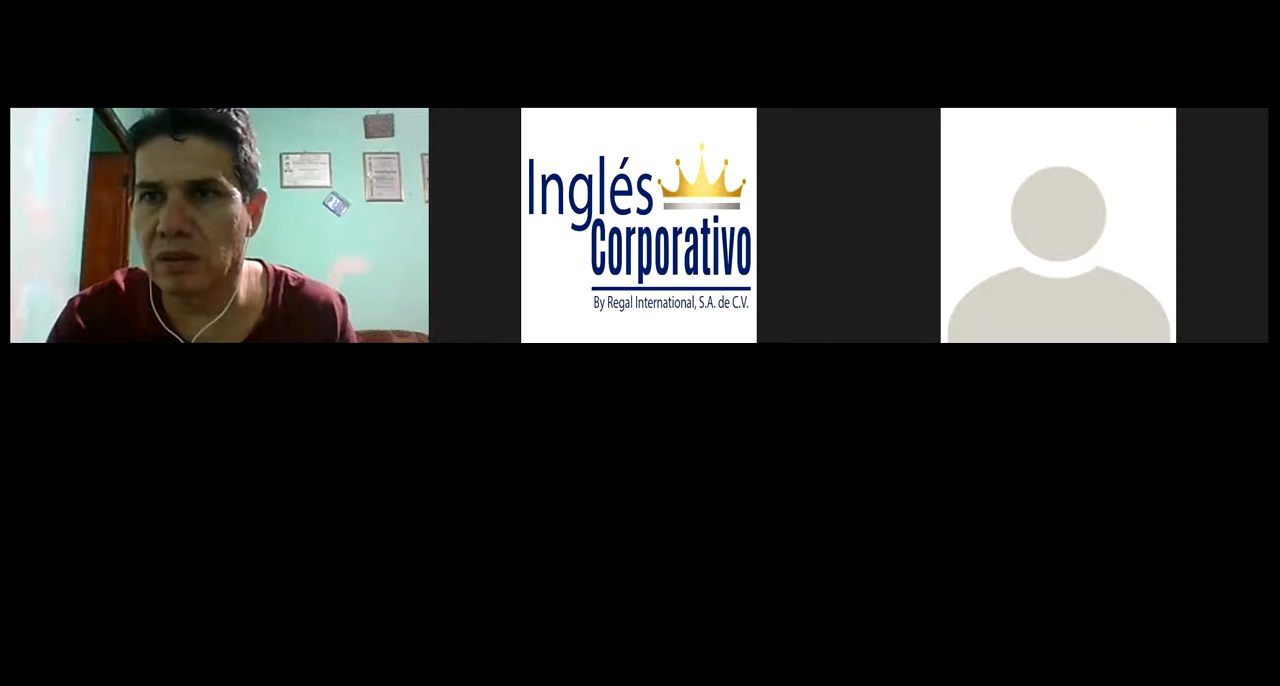 Inglés
Corporativo
By Regal International, S.A. de C.V.